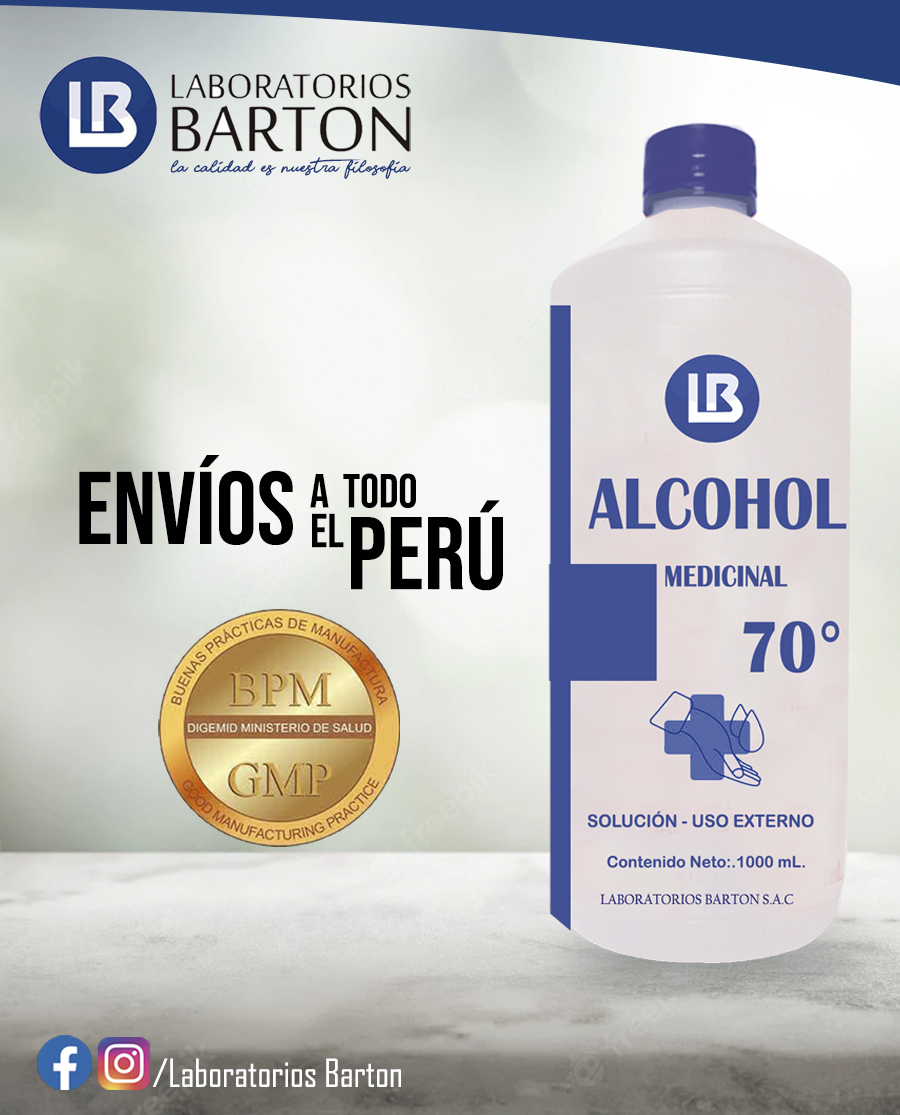 LB
LABORATORIOS
BARTON
la calidad es nuestra filosofía
ENVÍOS A TODO
EL PERÚ
BUENAS PRÁCTICAS DE MANUFACTURA
BPM
DIGEMID MINISTERIO DE SALUD
GMP
GOOD MANUFACTURING PRACTICE
LB
ALCOHOL
MEDICINAL
70°
SOLUCIÓN - USO EXTERNO
Contenido Neto:.1000 mL.
LABORATORIOS BARTON S.A.C
/Laboratorios Barton
freepik